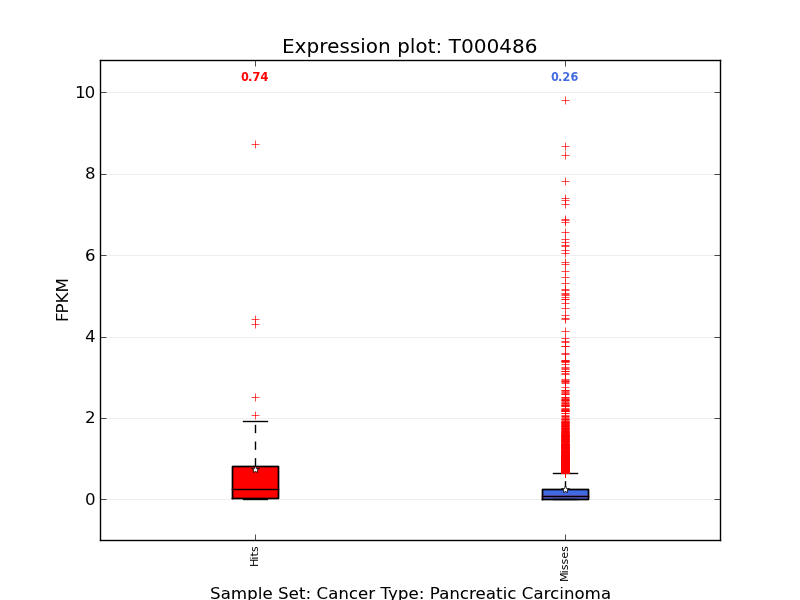 Expression plot: T000486
0.74
0.26
10
8
6
4
2
0
FPKM
Hits
Misses
Sample Set: Cancer Type: Pancreatic Carcinoma